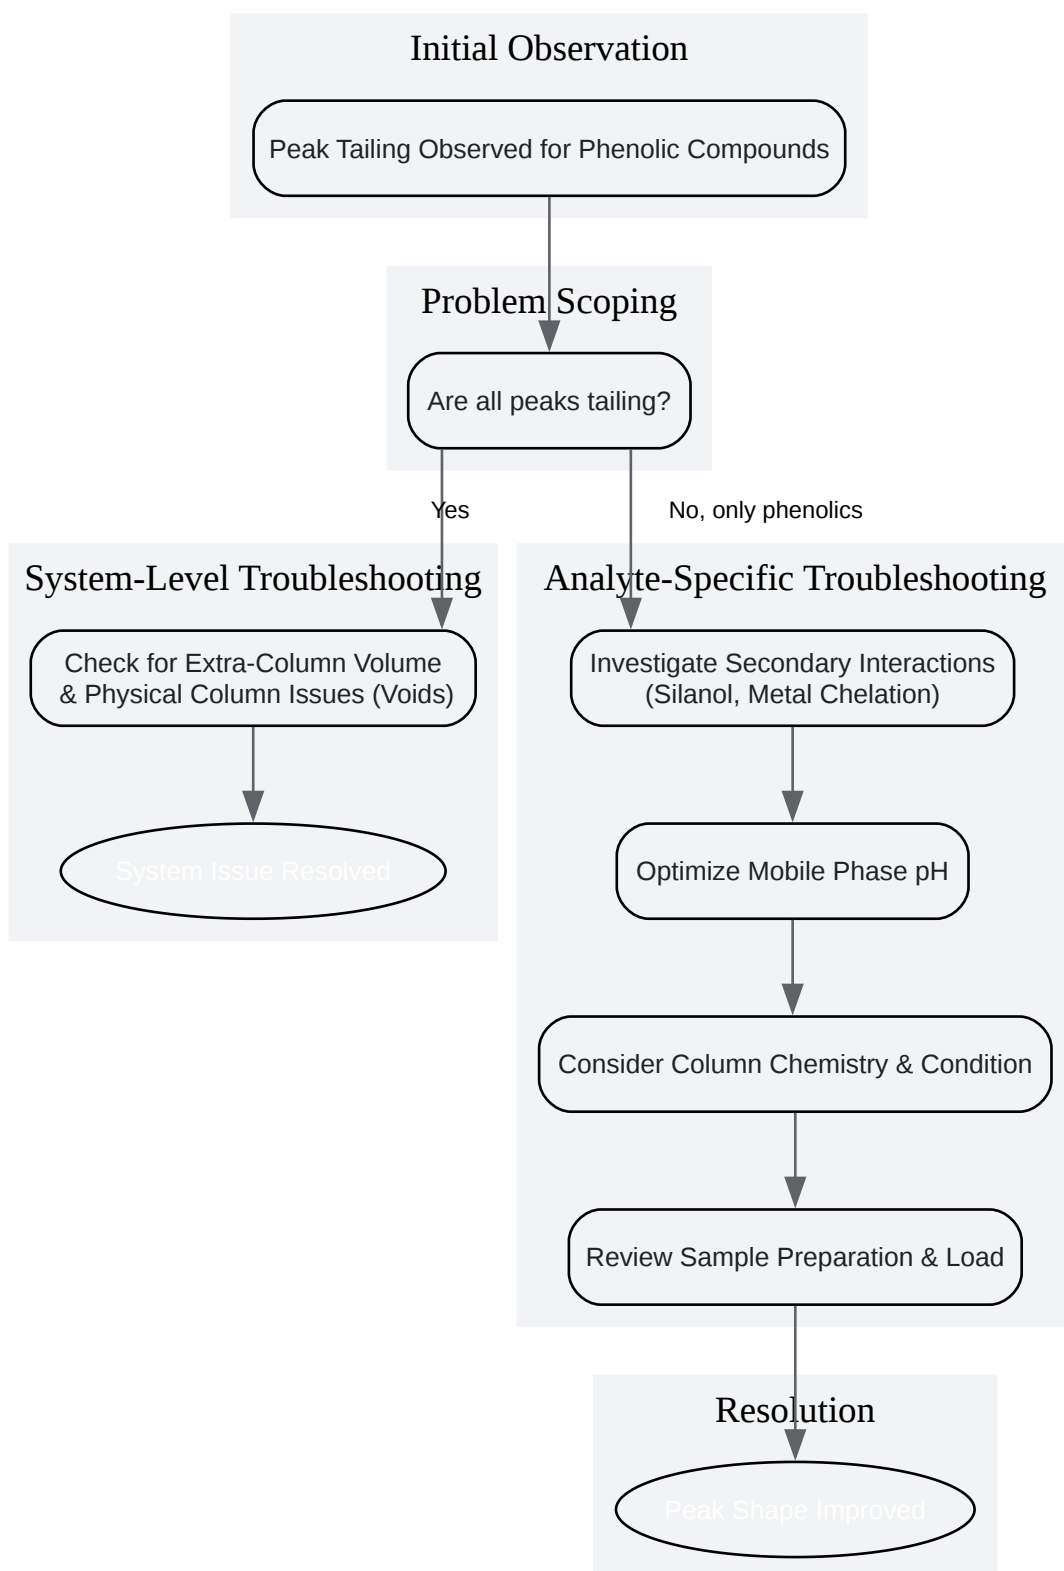 Initial Observation
Peak Tailing Observed for Phenolic Compounds
Problem Scoping
Are all peaks tailing?
Yes
No, only phenolics
System-Level Troubleshooting
Check for Extra-Column Volume
& Physical Column Issues (Voids)
System Issue Resolved
Analyte-Specific Troubleshooting
Investigate Secondary Interactions
(Silanol, Metal Chelation)
Optimize Mobile Phase pH
Consider Column Chemistry & Condition
Review Sample Preparation & Load
Resolution
Peak Shape Improved